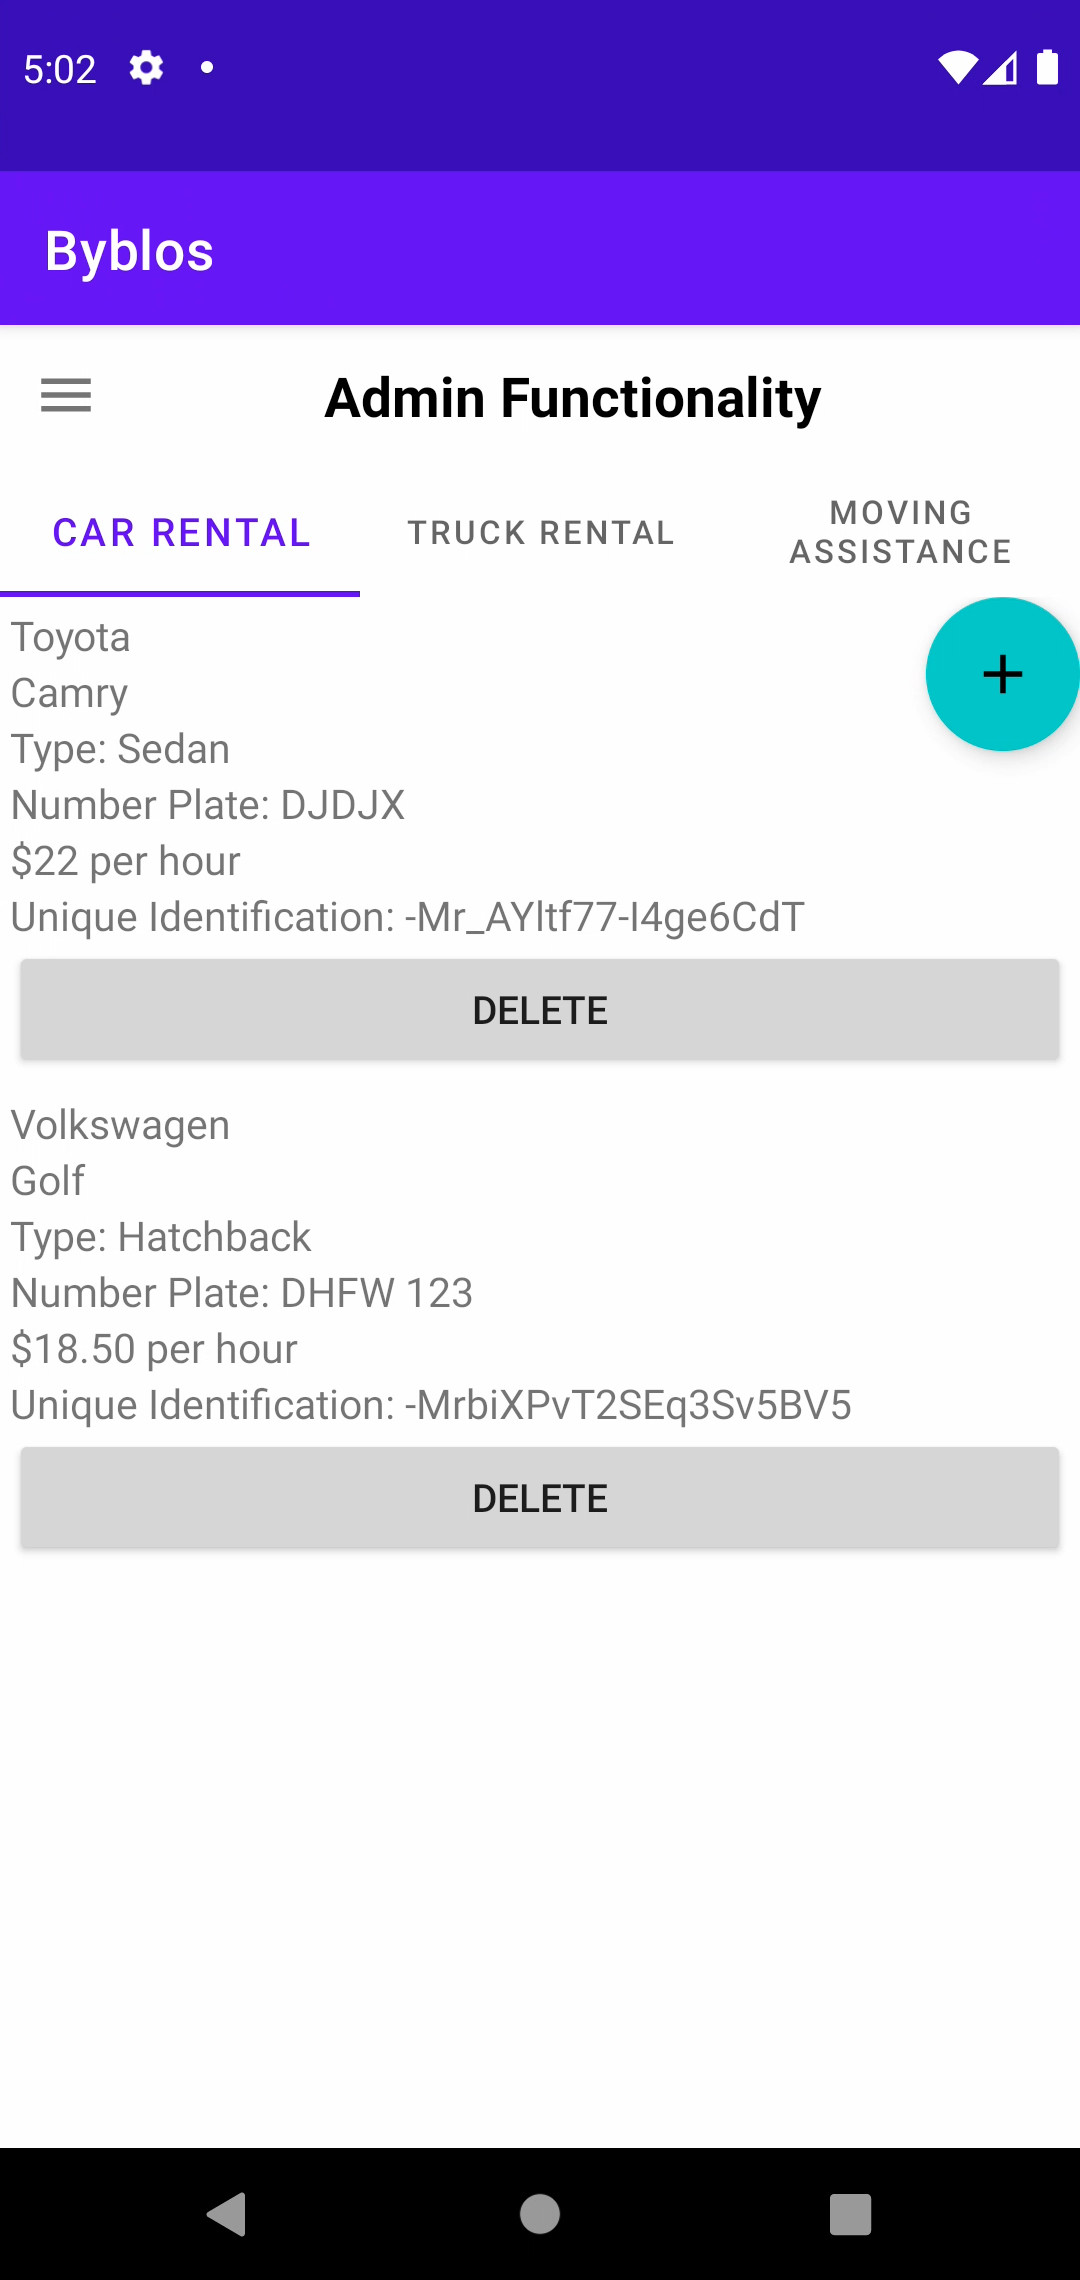 5:02
Byblos
Admin Functionality
CAR RENTAL
TRUCK RENTAL
MOVING
ASSISTANCE
Toyota
Camry
Type: Sedan
Number Plate: DJDJX
$22 per hour
Unique Identification: -Mr_AYltf77-I4ge6CdT
DELETE
Volkswagen
Golf
Type: Hatchback
Number Plate: DHFW 123
$18.50 per hour
Unique Identification: -MrbiXPvT2SEq3Sv5BV5
DELETE